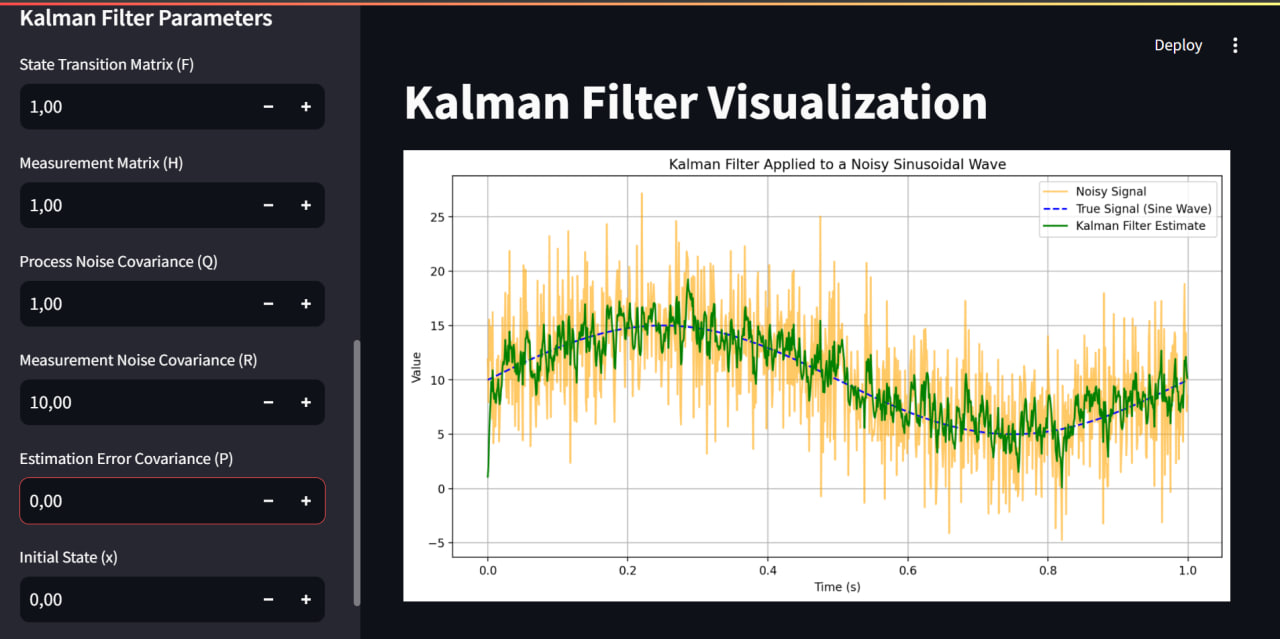 Kalman Filter Parameters
State Transition Matrix (F)
1,00
Measurement Matrix (H)
1,00
Process Noise Covariance (Q)
1,00
Measurement Noise Covariance (R)
10,00
Estimation Error Covariance (P)
0,00
Initial State (x)
0,00
Deploy
Kalman Filter Visualization
Kalman Filter Applied to a Noisy Sinusoidal Wave
Noisy Signal
True Signal (Sine Wave)
Kalman Filter Estimate
Value
25
20
15
10
5
0
−5
0.0 0.2 0.4 0.6 0.8 1.0
Time (s)